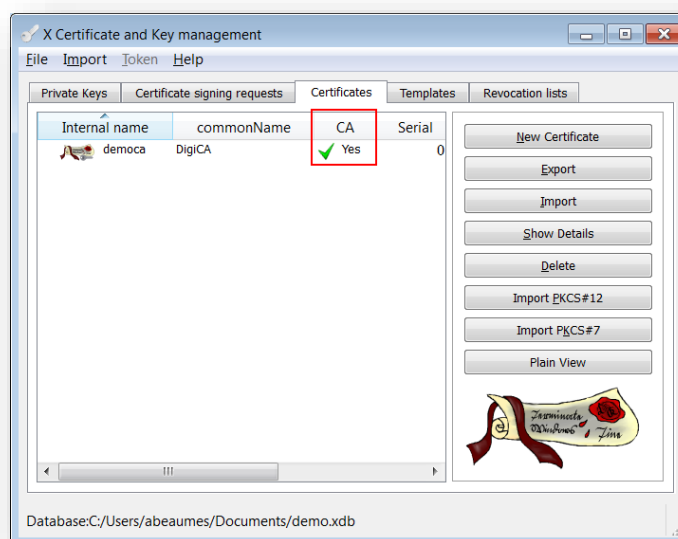 X Certificate and Key management
File Import Token Help
Private Keys Certificate signing requests Certificates Templates Revocation lists
Internal name commonName CA Serial
democa DigiCA Yes 0
New Certificate
Export
Import
Show Details
Delete
Import PKCS#12
Import PKCS#7
Plain View
Database:C:/Users/abeaumes/Documents/demo.xdb